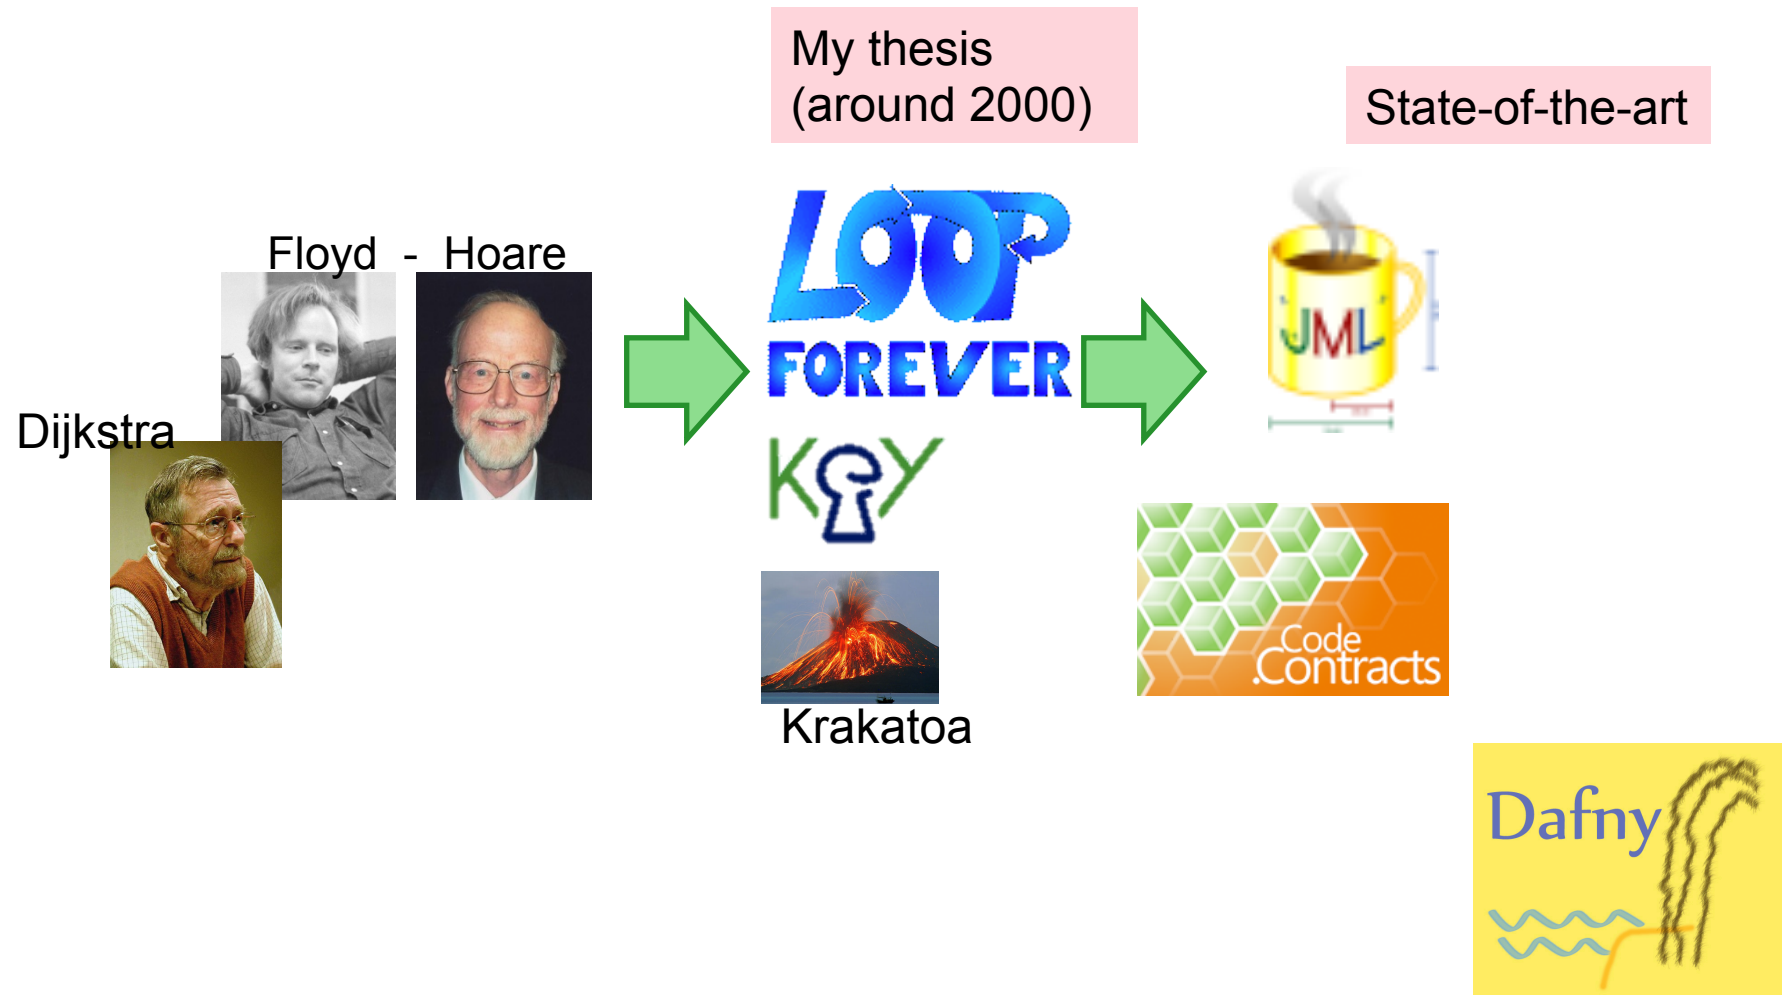 My thesis
(around 2000)
State-of-the-art
Floyd - Hoare
Dijkstra
LOOP
FOREVER
KeY
Krakatoa
JML
Code
.Contracts
Dafny